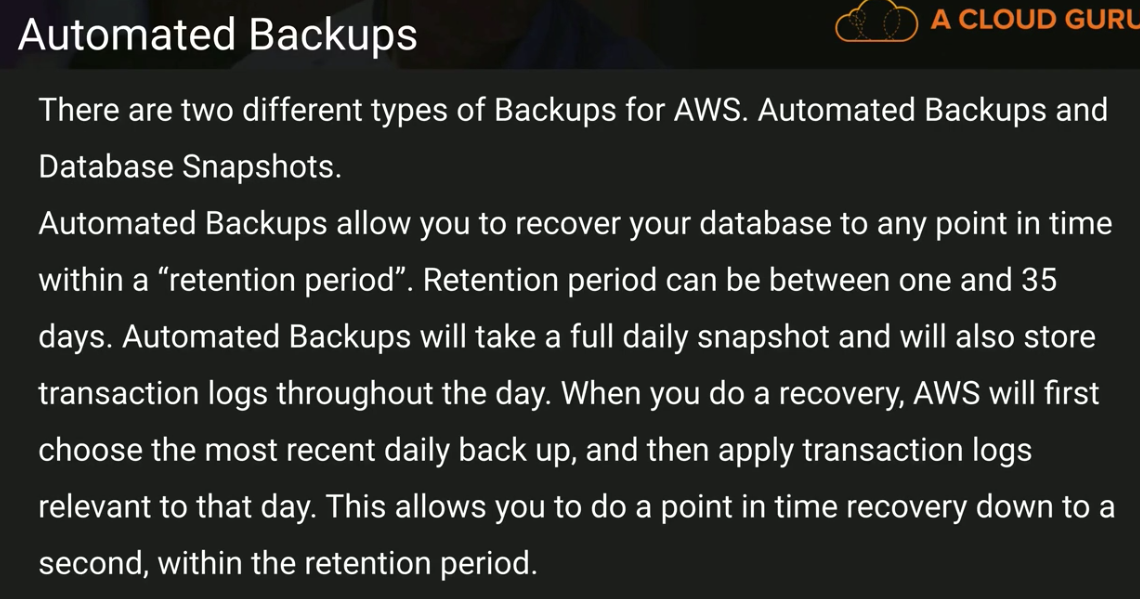 Automated Backups
A CLOUD GURU
There are two different types of Backups for AWS. Automated Backups and
Database Snapshots.
Automated Backups allow you to recover your database to any point in time
within a “retention period”. Retention period can be between one and 35
days. Automated Backups will take a full daily snapshot and will also store
transaction logs throughout the day. When you do a recovery, AWS will first
choose the most recent daily back up, and then apply transaction logs
relevant to that day. This allows you to do a point in time recovery down to a
second, within the retention period.